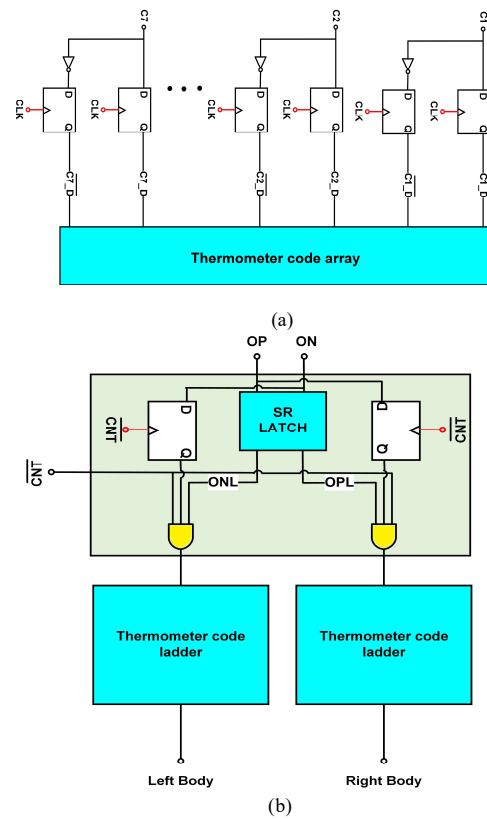 C7 C2 C1
D D D D D D
CLK CLK CLK CLK CLK CLK
Q Q Q Q Q Q
C7_D C7_D C2_D C2_D C1_D C1_D
Thermometer code array
(a)
OP ON
D SR LATCH D
CNT CNT
Q Q
CNT
ONL OPL
Thermometer code ladder
Thermometer code ladder
Left Body Right Body
(b)